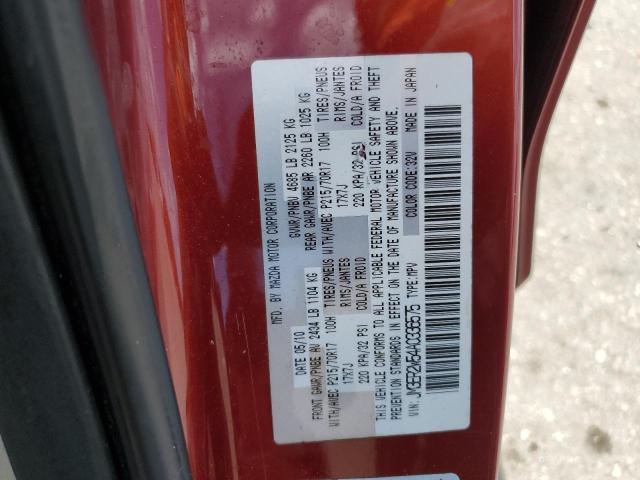 MFD. BY MAZDA MOTOR CORPORATION
DATE 05/10 GVWR/PNBV 4685 LB 2125 KG
FRONT GAWR/PNBE AV 2434 LB 1104 KG REAR GAWR/PNBE AR 2260 LB 1025 KG
WITH/AVEC P215/70R17 100H TIRES/PNEUS WITH/AVEC P215/70R17 100H TIRES/PNEUS
17X7J RIMS/JANTES 17X7J RIMS/JANTES
220 KPA/32 PSI COLD/A FROID 220 KPA/32 PSI COLD/A FROID
THIS VEHICLE CONFORMS TO ALL APPLICABLE FEDERAL MOTOR VEHICLE SAFETY AND THEFT
PREVENTION STANDARDS IN EFFECT ON THE DATE OF MANUFACTURE SHOWN ABOVE.
VIN: TYPE:MPV COLOR CODE:32V MADE IN JAPAN